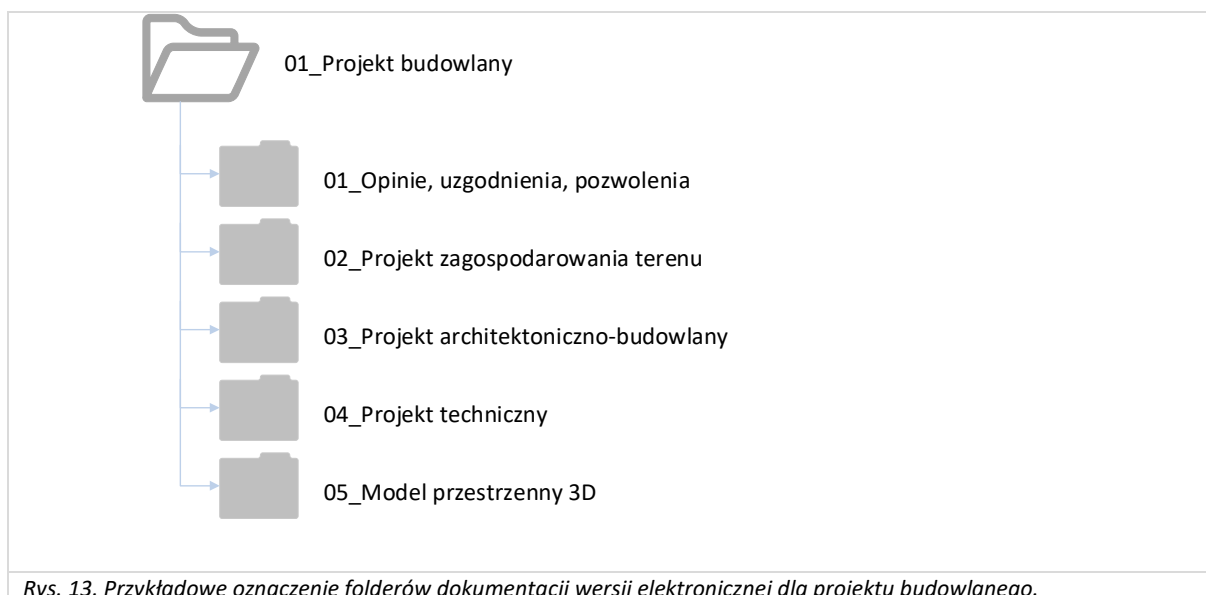 01_Projekt budowlany
01_Opinie, uzgodnienia, pozwolenia
02_Projekt zagospodarowania terenu
03_Projekt architektoniczno-budowlany
04_Projekt techniczny
05_Model przestrzenny 3D
Rys. 13. Przykładowe oznaczenie folderów dokumentacji wersji elektronicznej dla projektu budowlanego.